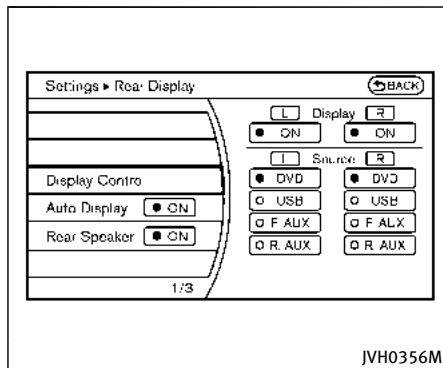 Settings ▸ Rear Display
BACK
L Display R
ON ON
L Source R
Display Contro
DVD DVD
Auto Display ON
USB USB
Rear Speaker ON
F AUX F AUX
R. AUX R. AUX
1/3
JVH0356M